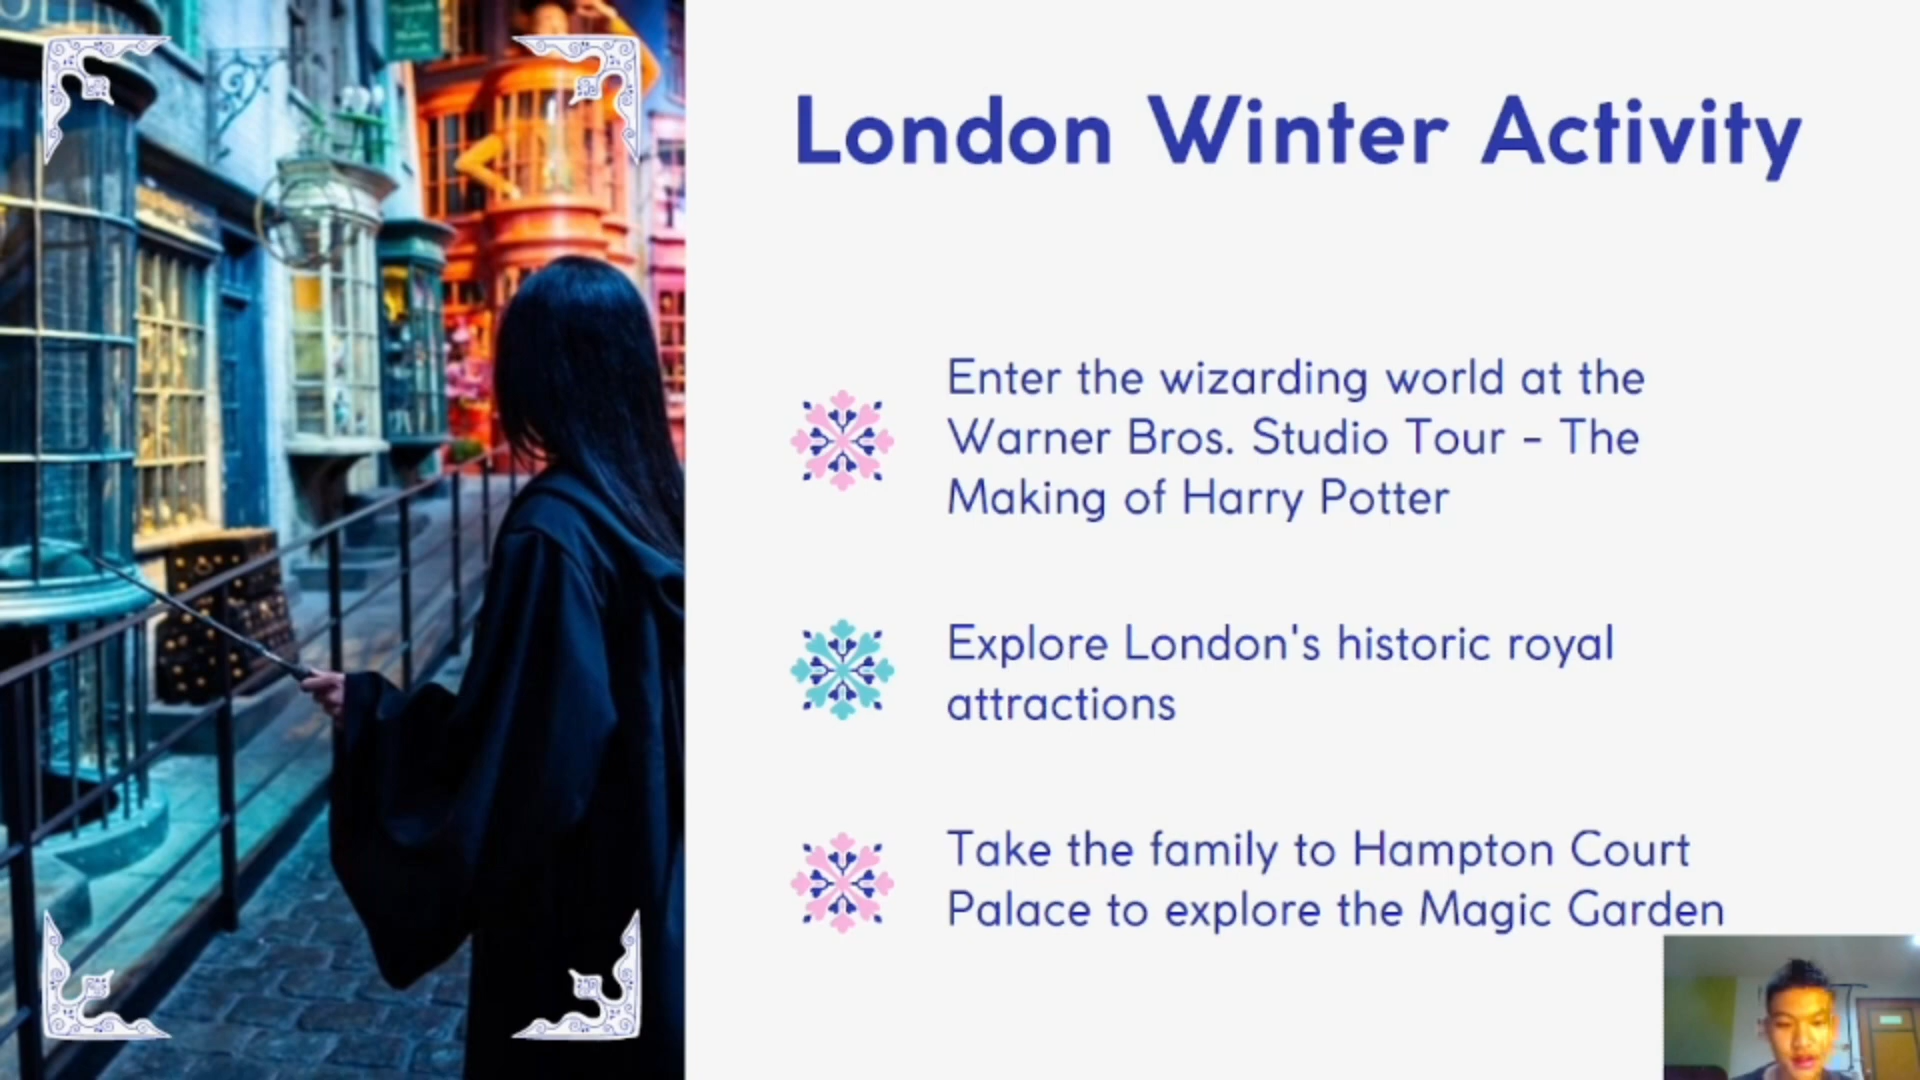 London Winter Activity
Enter the wizarding world at the
Warner Bros. Studio Tour - The
Making of Harry Potter
Explore London's historic royal
attractions
Take the family to Hampton Court
Palace to explore the Magic Garden